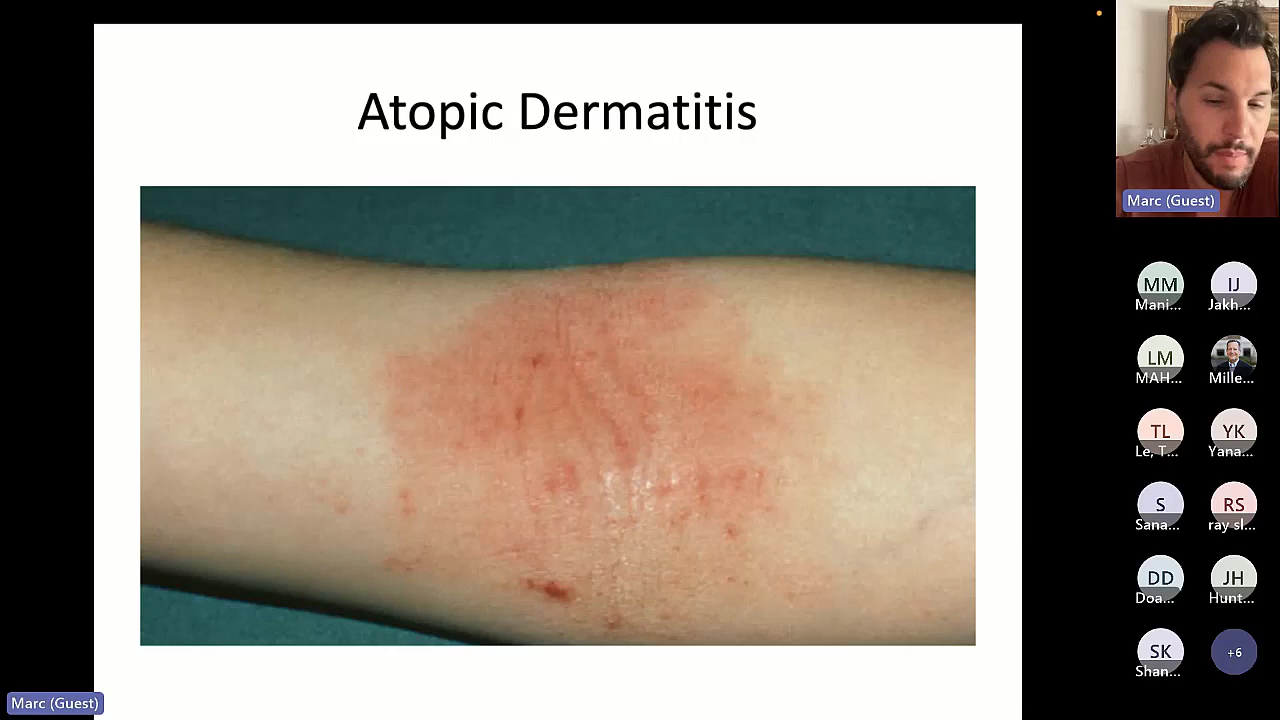 Atopic Dermatitis
Marc (Guest)
MM
Mani...
IJ
Jakh...
LM
MAH...
Mille...
TL
Le, T...
YK
Yana...
S
Sana...
RS
ray sl...
DD
Doa...
JH
Hunt...
SK
Shan...
+6
Marc (Guest)